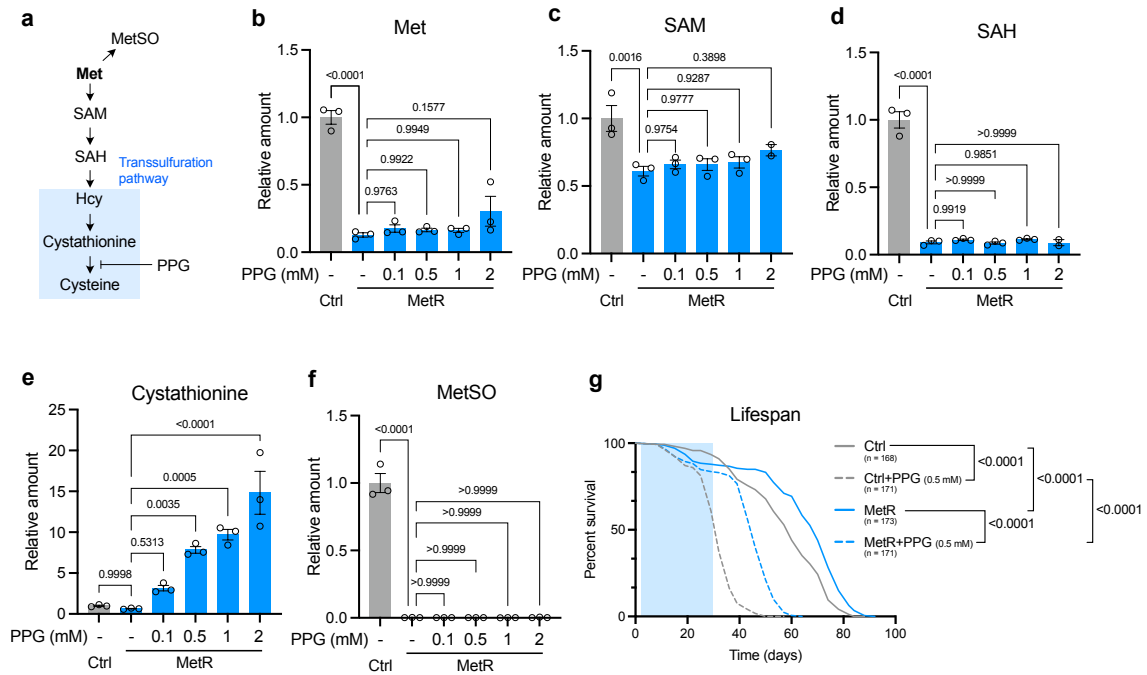 a
MetSO
Met
SAM
SAH
Transsulfuration
pathway
Hcy
Cystathionine
PPG
Cysteine
b
Met
Relative amount
1.5
1.0
0.5
0.0
<0.0001
0.1577
0.9949
0.9922
0.9763
PPG (mM) - - 0.1 0.5 1 2
Ctrl MetR
c
SAM
Relative amount
1.5
1.0
0.5
0.0
0.0016
0.3898
0.9287
0.9777
0.9754
PPG (mM) - - 0.1 0.5 1 2
Ctrl MetR
d
SAH
Relative amount
1.5
1.0
0.5
0.0
<0.0001
>0.9999
0.9851
>0.9999
0.9919
PPG (mM) - - 0.1 0.5 1 2
Ctrl MetR
e
Cystathionine
Relative amount
25
20
15
10
5
0
<0.0001
0.0005
0.0035
0.5313
0.9998
PPG (mM) - - 0.1 0.5 1 2
Ctrl MetR
f
MetSO
Relative amount
1.5
1.0
0.5
0.0
<0.0001
>0.9999
>0.9999
>0.9999
>0.9999
PPG (mM) - - 0.1 0.5 1 2
Ctrl MetR
g
Lifespan
Percent survival
100
0
0 20 40 60 80 100
Time (days)
Ctrl
(n = 168)
Ctrl+PPG (0.5 mM)
(n = 171)
MetR
(n = 173)
MetR+PPG (0.5 mM)
(n = 171)
<0.0001
<0.0001
<0.0001
<0.0001